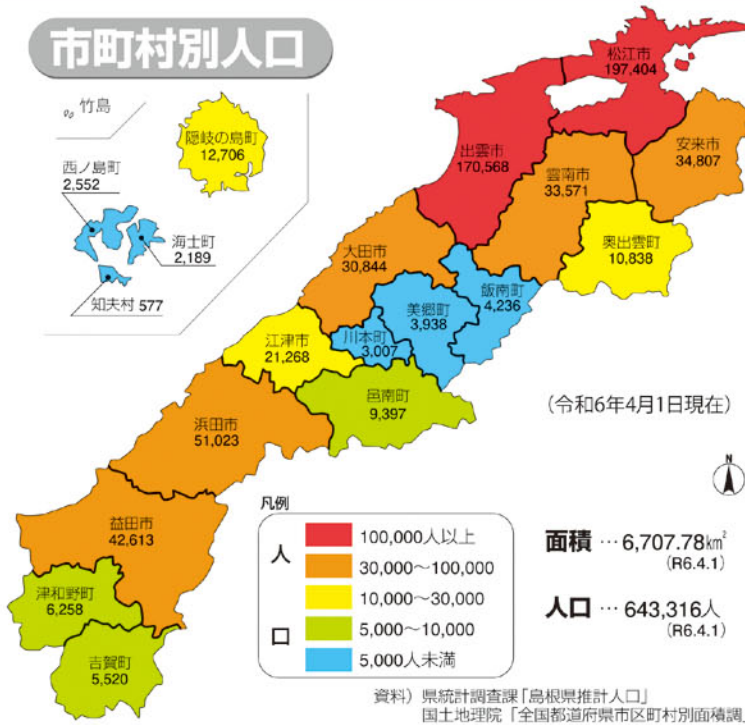 市町村別人口
竹島
隠岐の島町
12,706
西ノ島町
2,552
海士町
2,189
知夫村 577
松江市
197,404
出雲市
170,568
安来市
34,807
雲南市
33,571
奥出雲町
10,838
大田市
30,844
飯南町
4,236
美郷町
3,938
川本町
3,007
江津市
21,268
邑南町
9,397
浜田市
51,023
益田市
42,613
津和野町
6,258
吉賀町
5,520
(令和6年4月1日現在)
N
凡例
人口
100,000人以上
30,000〜100,000
10,000〜30,000
5,000〜10,000
5,000人未満
面積 … 6,707.78km²
(R6.4.1)
人口 … 643,316人
(R6.4.1)
資料）県統計調査課「島根県推計人口」
国土地理院「全国都道府県市区町村別面積調